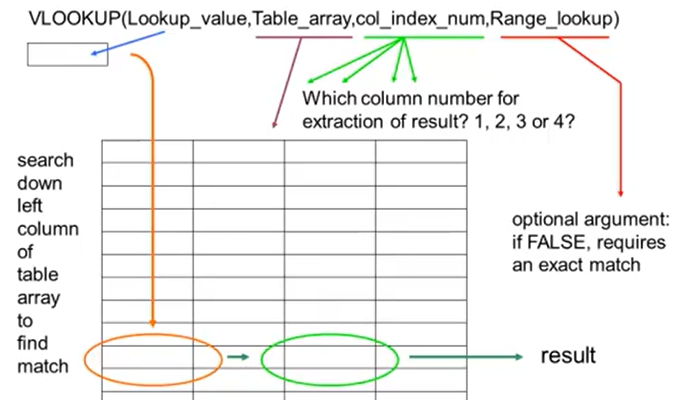 VLOOKUP(Lookup_value,Table_array,col_index_num,Range_lookup)
Which column number for
extraction of result? 1, 2, 3 or 4?
search
down
left
column
of
table
array
to
find
match
optional argument:
if FALSE, requires
an exact match
result